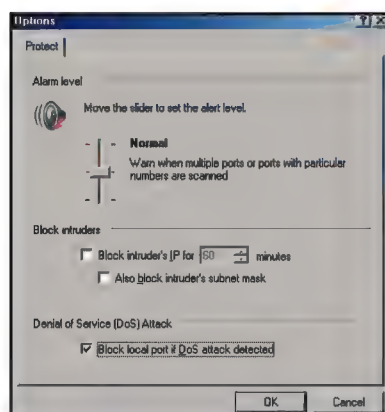 Options
Protect
Alarm level
Move the slider to set the alert level.
Normal
Warn when multiple ports or ports with particular
numbers are scanned
Block intruders
Block intruder's IP for 60 minutes
Also block intruder's subnet mask
Denial of Service (DoS) Attack
Block local port if DoS attack detected
OK Cancel